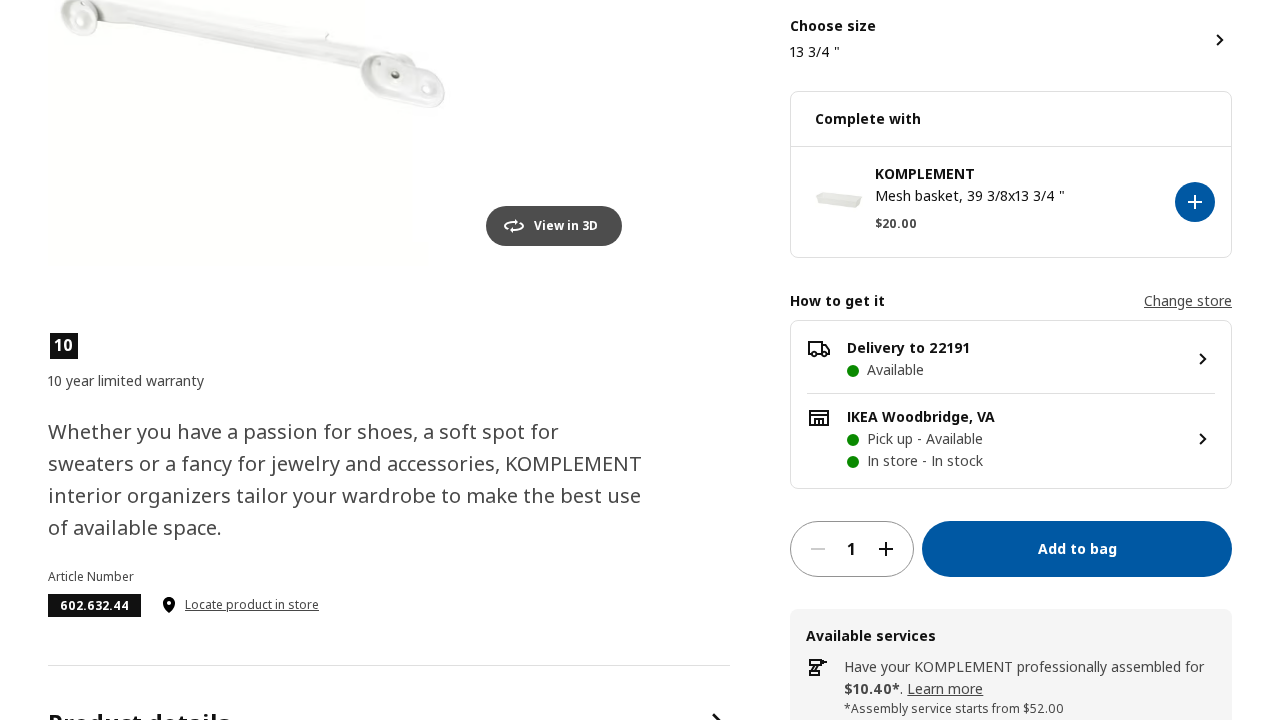 View in 3D
10
10 year limited warranty
Whether you have a passion for shoes, a soft spot for
sweaters or a fancy for jewelry and accessories, KOMPLEMENT
interior organizers tailor your wardrobe to make the best use
of available space.
Article Number
602.632.44
Locate product in store
Product details
Choose size
13 3/4 "
Complete with
KOMPLEMENT
Mesh basket, 39 3/8x13 3/4 "
$20.00
How to get it
Change store
Delivery to 22191
Available
IKEA Woodbridge, VA
Pick up - Available
In store - In stock
1
Add to bag
Available services
Have your KOMPLEMENT professionally assembled for
$10.40*. Learn more
*Assembly service starts from $52.00